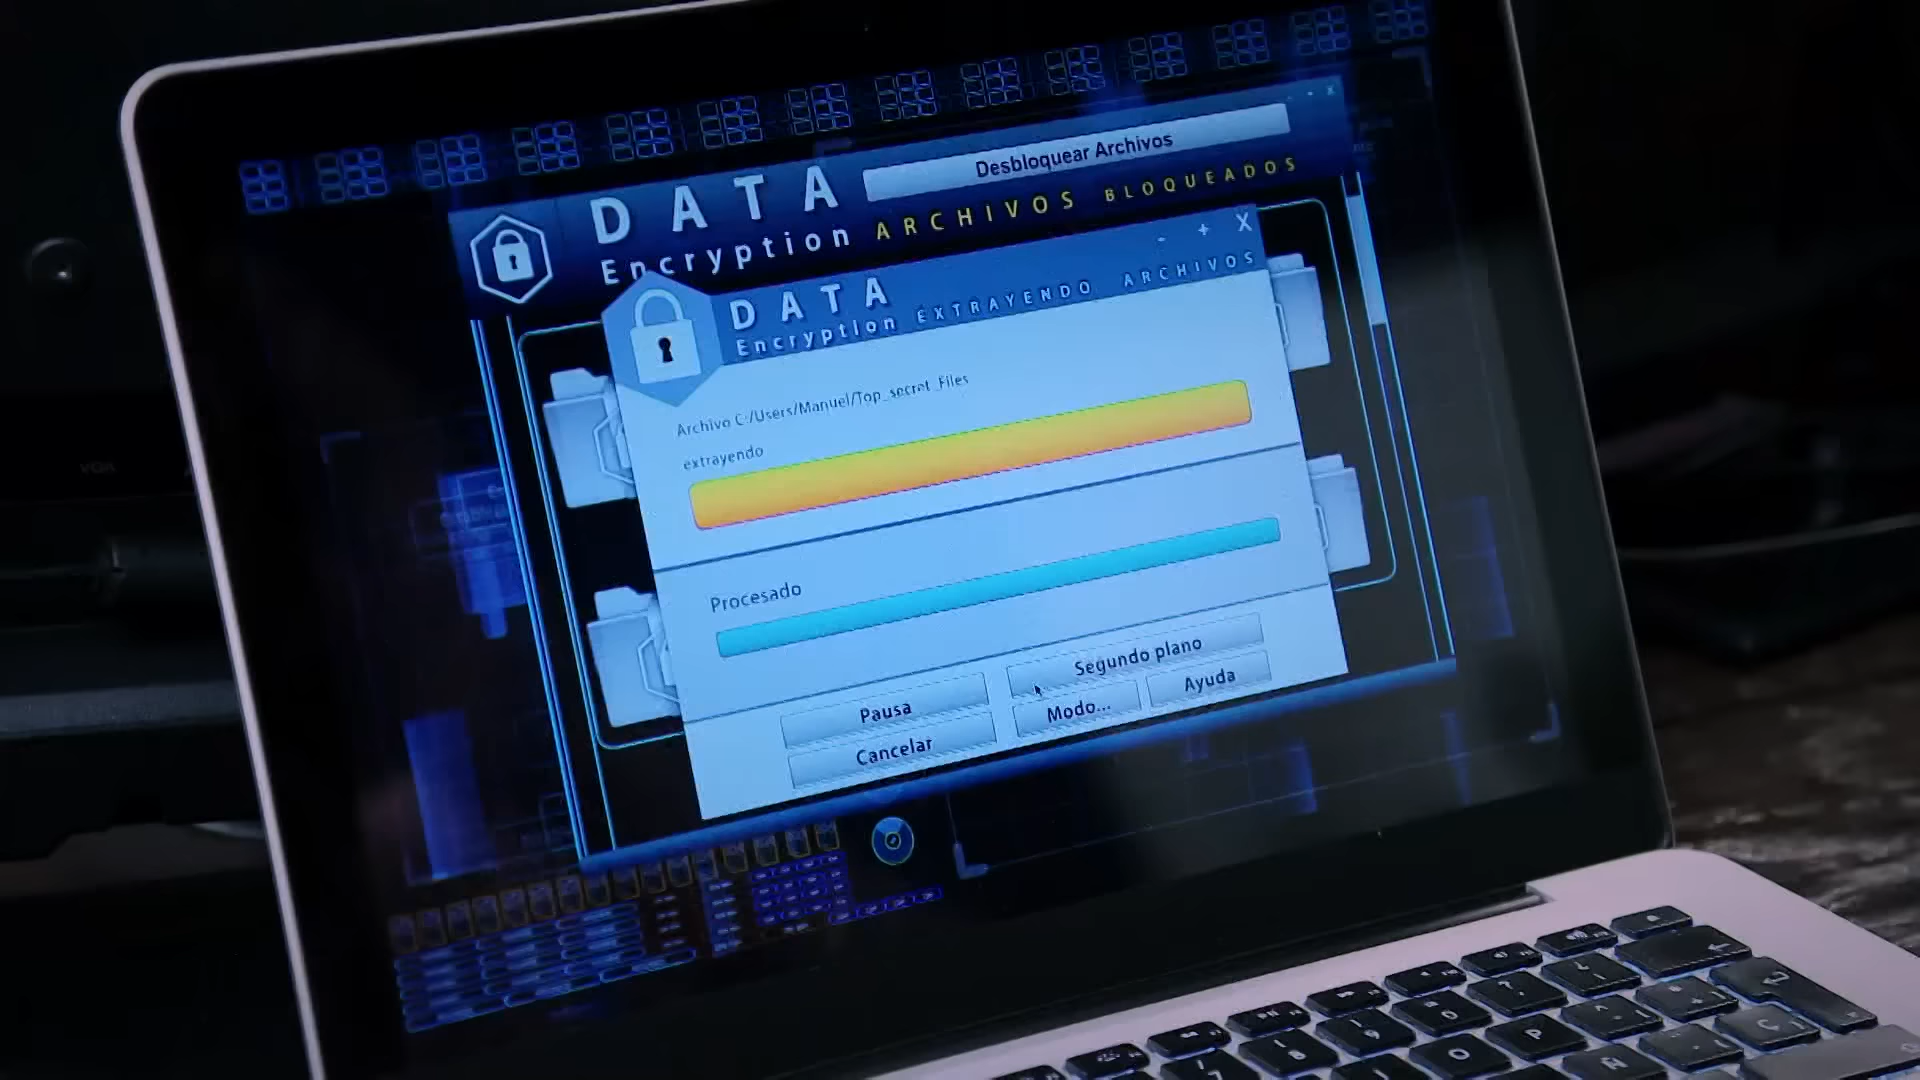 Desbloquear Archivos
DATA
Encryption ARCHIVOS BLOQUEADOS
DATA
Encryption EXTRAYENDO ARCHIVOS
Archivo C:/Users/Manuel/Top_secret_Files
extrayendo
Procesado
Segundo plano
Pausa
Modo...
Ayuda
Cancelar
VGA
O
P
Ñ
Ç